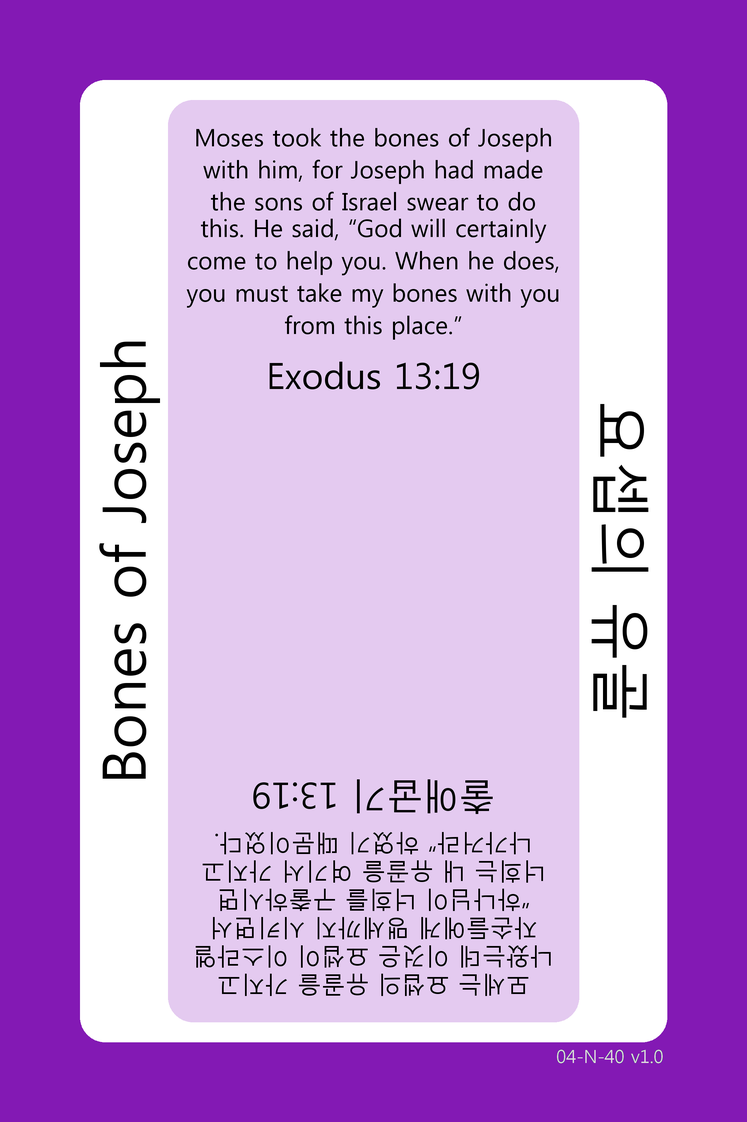 Moses took the bones of Joseph
with him, for Joseph had made
the sons of Israel swear to do
this. He said, "God will certainly
come to help you. When he does,
you must take my bones with you
from this place."
Exodus 13:19
Bones of Joseph
요셉의 유골
모세는 요셉의 유골을 가지고
나왔는데 이것은 요셉이 이스라엘
자손들에게 맹세까지 시키면서
"하나님이 너희를 구출하시면
너희는 내 유골을 여기서 가지고
나가거라" 하였기 때문이었다.
출애굽기 13:19
04-N-40 v1.0